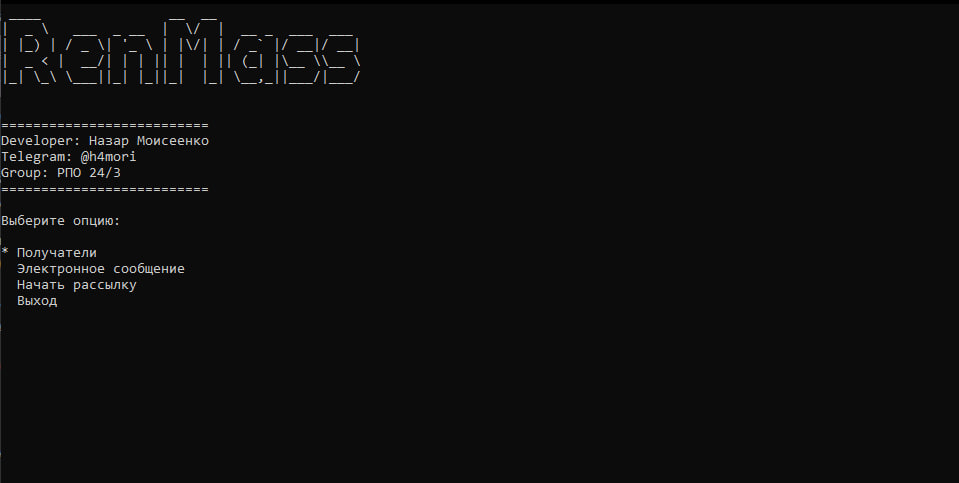 RenMass
==========================
Developer: Назар Моисеенко
Telegram: @h4mori
Group: РПО 24/3
==========================
Выберите опцию:
* Получатели
Электронное сообщение
Начать рассылку
Выход